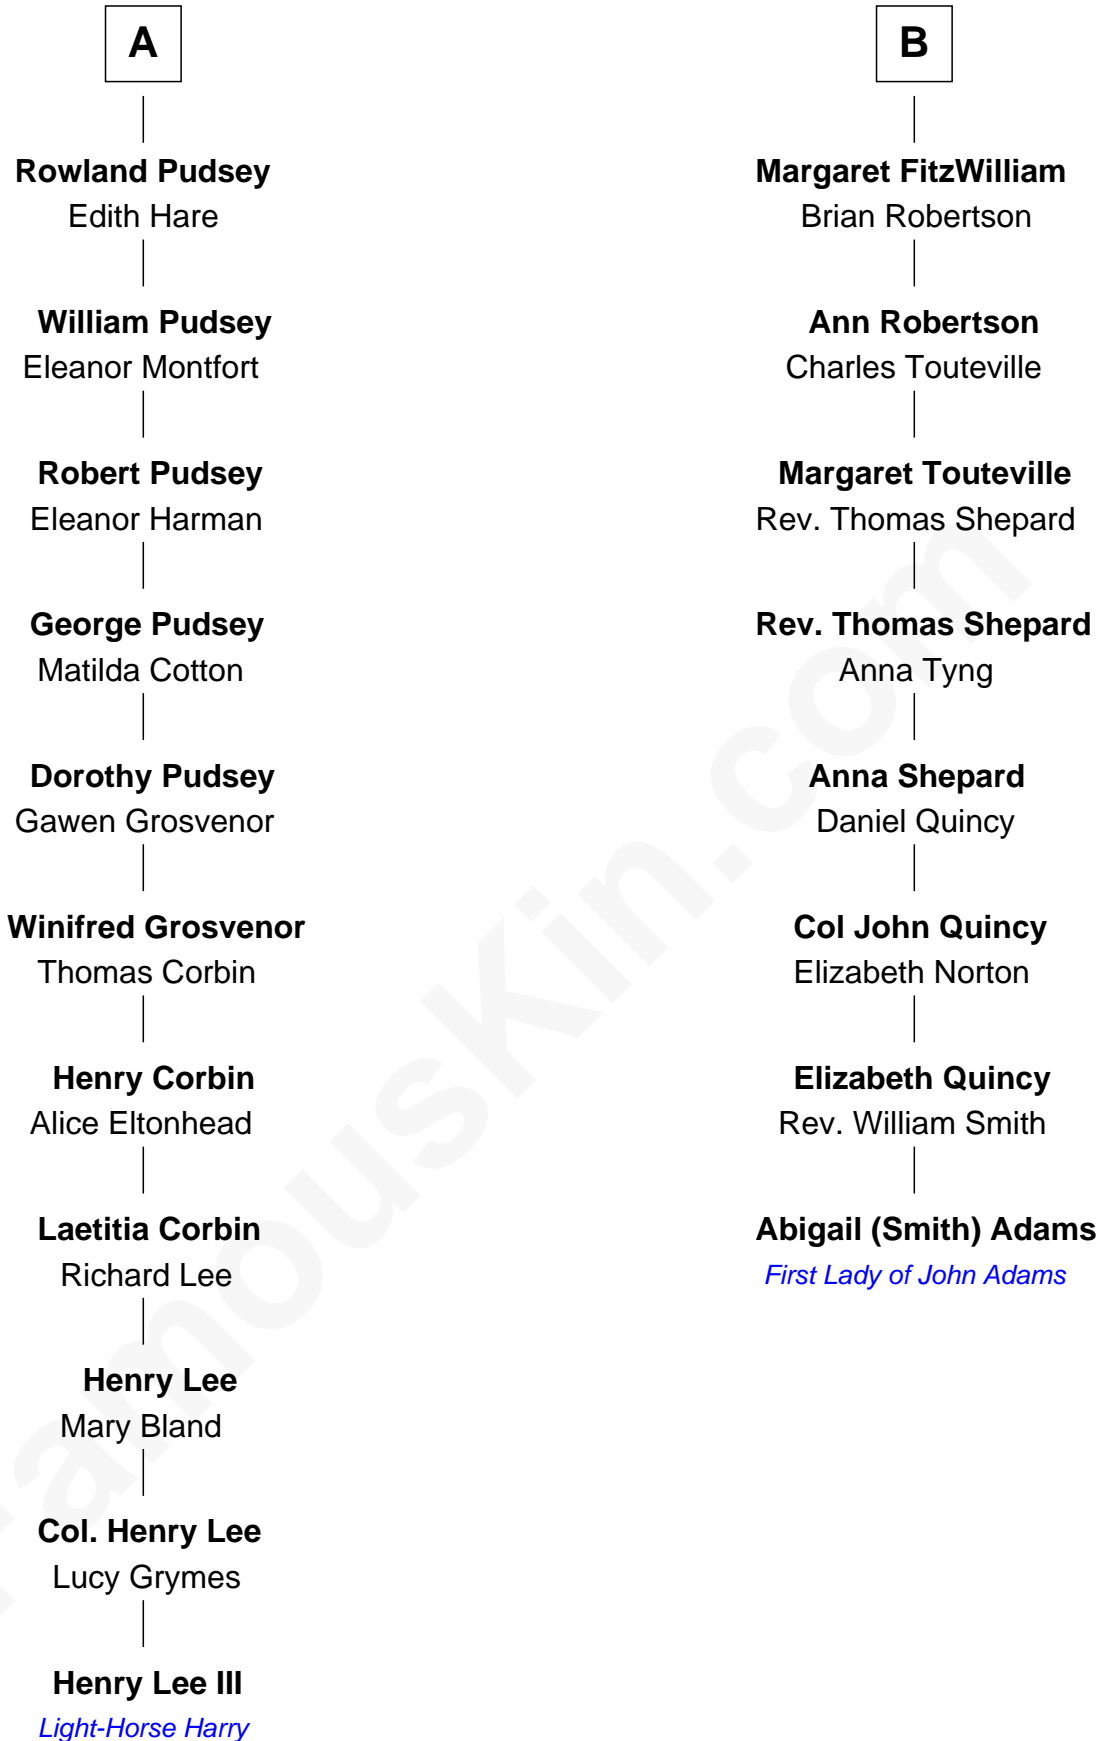 A
Rowland Pudsey
Edith Hare
William Pudsey
Eleanor Montfort
Robert Pudsey
Eleanor Harman
George Pudsey
Matilda Cotton
Dorothy Pudsey
Gawen Grosvenor
Winifred Grosvenor
Thomas Corbin
Henry Corbin
Alice Eltonhead
Laetitia Corbin
Richard Lee
Henry Lee
Mary Bland
Col. Henry Lee
Lucy Grymes
Henry Lee III
Light-Horse Harry
B
Margaret FitzWilliam
Brian Robertson
Ann Robertson
Charles Touteville
Margaret Touteville
Rev. Thomas Shepard
Rev. Thomas Shepard
Anna Tyng
Anna Shepard
Daniel Quincy
Col John Quincy
Elizabeth Norton
Elizabeth Quincy
Rev. William Smith
Abigail (Smith) Adams
First Lady of John Adams
FamousKin.com